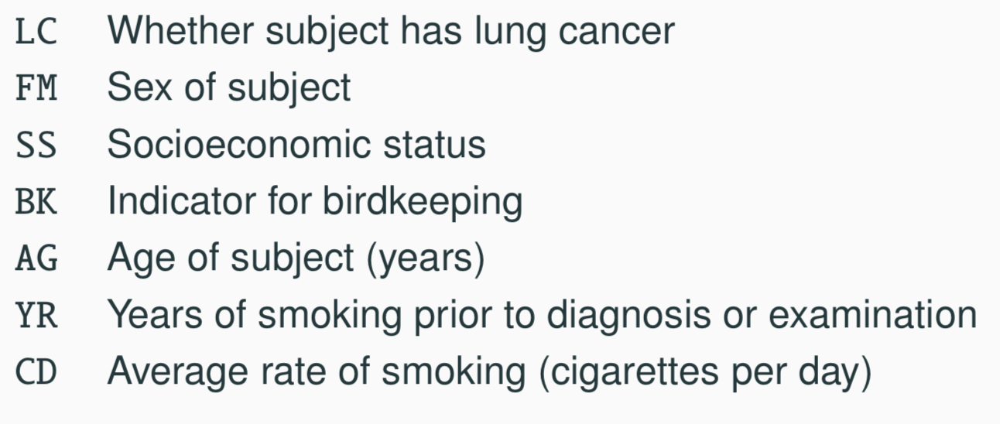 LC Whether subject has lung cancer
FM Sex of subject
SS Socioeconomic status
BK Indicator for birdkeeping
AG Age of subject (years)
YR Years of smoking prior to diagnosis or examination
CD Average rate of smoking (cigarettes per day)